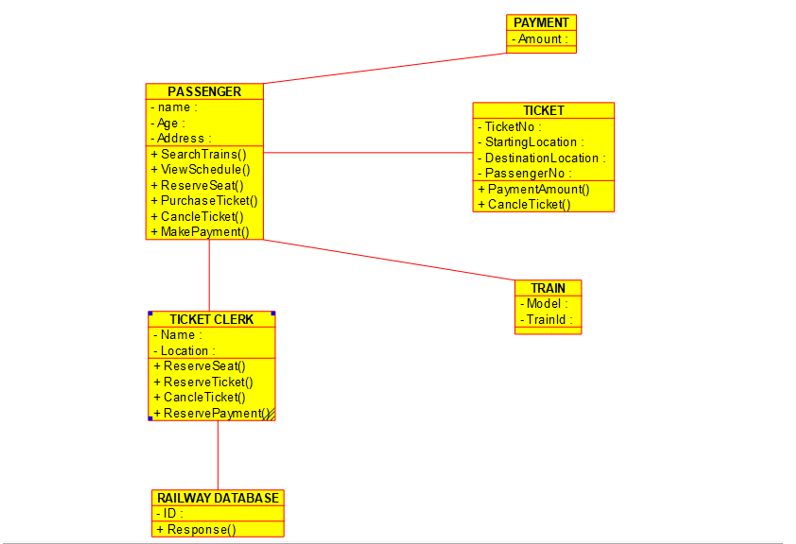 PAYMENT
- Amount :
PASSENGER
- name :
- Age :
- Address :
+ SearchTrains()
+ ViewSchedule()
+ ReserveSeat()
+ PurchaseTicket()
+ CancleTicket()
+ MakePayment()
TICKET
- TicketNo :
- StartingLocation :
- DestinationLocation :
- PassengerNo :
+ PaymentAmount()
+ CancleTicket()
TRAIN
- Model :
- TrainId :
TICKET CLERK
- Name :
- Location :
+ ReserveSeat()
+ ReserveTicket()
+ CancleTicket()
+ ReservePayment()
RAILWAY DATABASE
- ID :
+ Response()